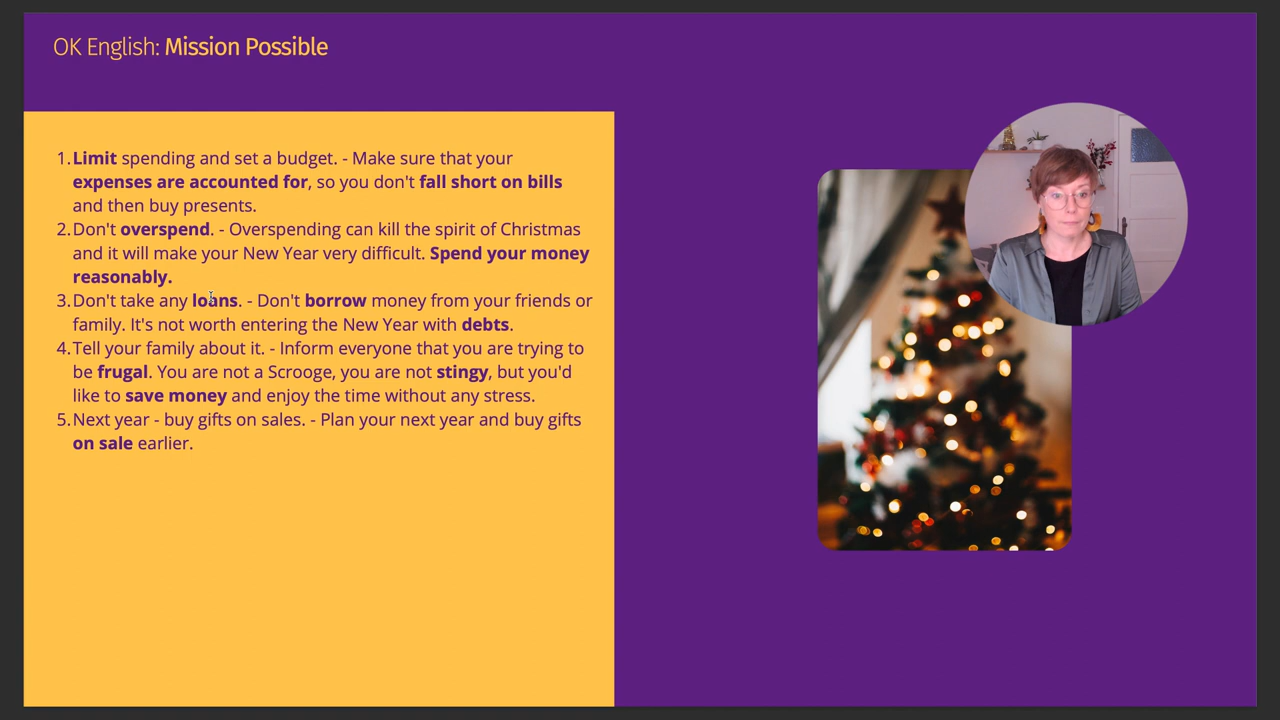 OK English: Mission Possible
1. Limit spending and set a budget. - Make sure that your
expenses are accounted for, so you don't fall short on bills
and then buy presents.
2. Don't overspend. - Overspending can kill the spirit of Christmas
and it will make your New Year very difficult. Spend your money
reasonably.
3. Don't take any loans. - Don't borrow money from your friends or
family. It's not worth entering the New Year with debts.
4. Tell your family about it. - Inform everyone that you are trying to
be frugal. You are not a Scrooge, you are not stingy, but you'd
like to save money and enjoy the time without any stress.
5. Next year - buy gifts on sales. - Plan your next year and buy gifts
on sale earlier.